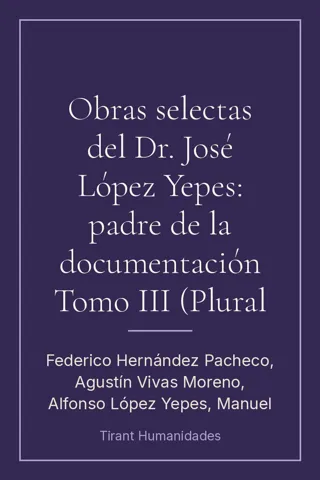 Obras selectas
del Dr. José
López Yepes:
padre de la
documentación
Tomo III (Plural
Federico Hernández Pacheco,
Agustín Vivas Moreno,
Alfonso López Yepes, Manuel
Tirant Humanidades